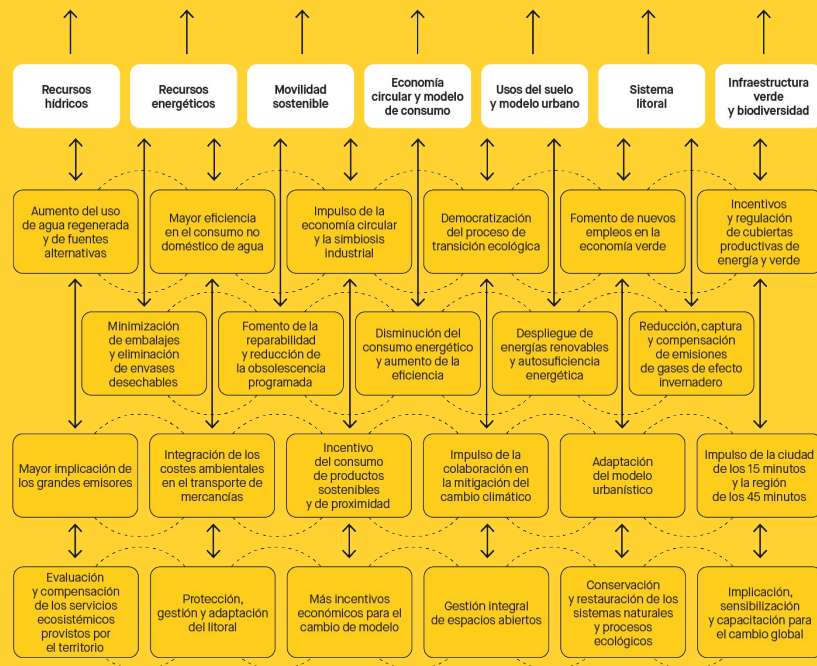 Recursos
hídricos
Recursos
energéticos
Movilidad
sostenible
Economía
circular y modelo
de consumo
Usos del suelo
y modelo urbano
Sistema
litoral
Infraestructura
verde
y biodiversidad
Aumento del uso
de agua regenerada
y de fuentes
alternativas
Mayor eficiencia
en el consumo no
doméstico de agua
Impulso de la
economía circular
y la simbiosis
industrial
Democratización
del proceso de
transición ecológica
Fomento de nuevos
empleos en la
economía verde
Incentivos
y regulación
de cubiertas
productivas de
energía y verde
Minimización
de embalajes
y eliminación
de envases
desechables
Fomento de la
reparabilidad
y reducción de
la obsolescencia
programada
Disminución del
consumo energético
y aumento de la
eficiencia
Despliegue de
energías renovables
y autosuficiencia
energética
Reducción, captura
y compensación
de emisiones
de gases de efecto
invernadero
Mayor implicación de
los grandes emisores
Integración de los
costes ambientales
en el transporte de
mercancías
Incentivo
del consumo
de productos
sostenibles
y de proximidad
Impulso de la
colaboración en
la mitigación del
cambio climático
Adaptación
del modelo
urbanístico
Impulso de la ciudad
de los 15 minutos
y la región
de los 45 minutos
Evaluación
y compensación
de los servicios
ecosistémicos
provistos por
el territorio
Protección,
gestión y adaptación
del litoral
Más incentivos
económicos para el
cambio de modelo
Gestión integral
de espacios abiertos
Conservación
y restauración de los
sistemas naturales
y procesos
ecológicos
Implicación,
sensibilización
y capacitación para
el cambio global